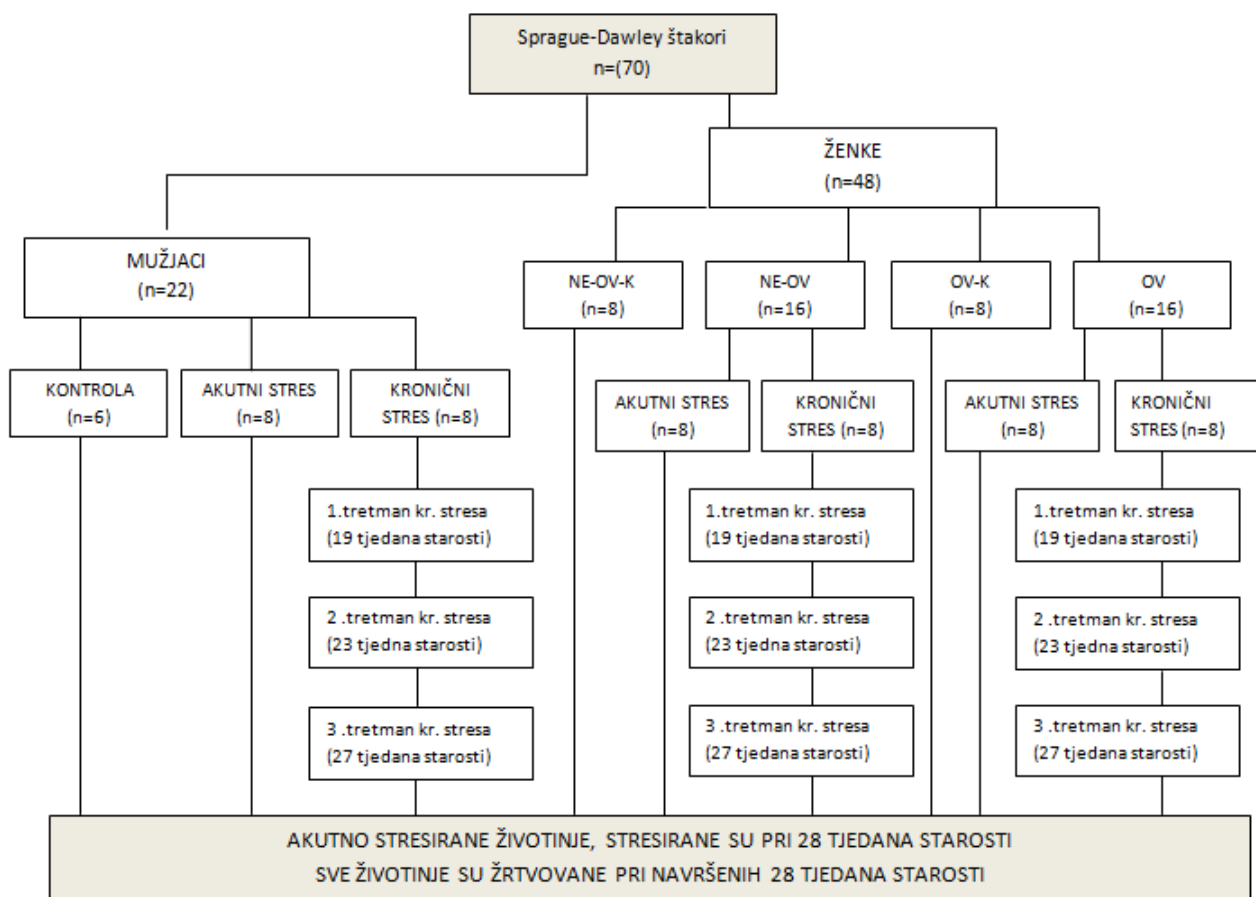 Sprague-Dawley štakori
n=(70)
ŽENKE
(n=48)
MUŽJACI
(n=22)
NE-OV-K
(n=8)
NE-OV
(n=16)
OV-K
(n=8)
OV
(n=16)
KONTROLA
(n=6)
AKUTNI STRES
(n=8)
KRONIČNI
STRES (n=8)
AKUTNI STRES
(n=8)
KRONIČNI
STRES (n=8)
AKUTNI STRES
(n=8)
KRONIČNI
STRES (n=8)
1.tretman kr. stresa
(19 tjedana starosti)
1.tretman kr. stresa
(19 tjedana starosti)
1.tretman kr. stresa
(19 tjedana starosti)
2 .tretman kr. stresa
(23 tjedna starosti)
2 .tretman kr. stresa
(23 tjedna starosti)
2 .tretman kr. stresa
(23 tjedna starosti)
3 .tretman kr. stresa
(27 tjedana starosti)
3 .tretman kr. stresa
(27 tjedana starosti)
3 .tretman kr. stresa
(27 tjedana starosti)
AKUTNO STRESIRANE ŽIVOTINJE, STRESIRANE SU PRI 28 TJEDANA STAROSTI
SVE ŽIVOTINJE SU ŽRTVOVANE PRI NAVRŠENIH 28 TJEDANA STAROSTI